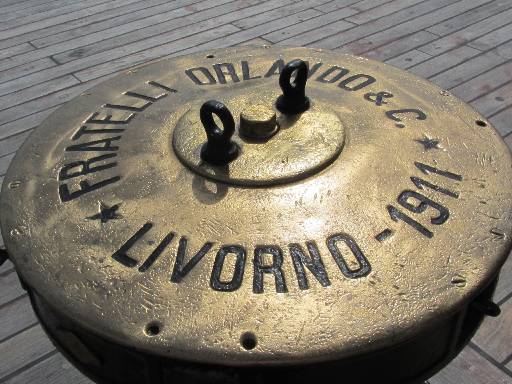 FRATELLI ORLANDO & C.
★ LIVORNO - 1911 ★